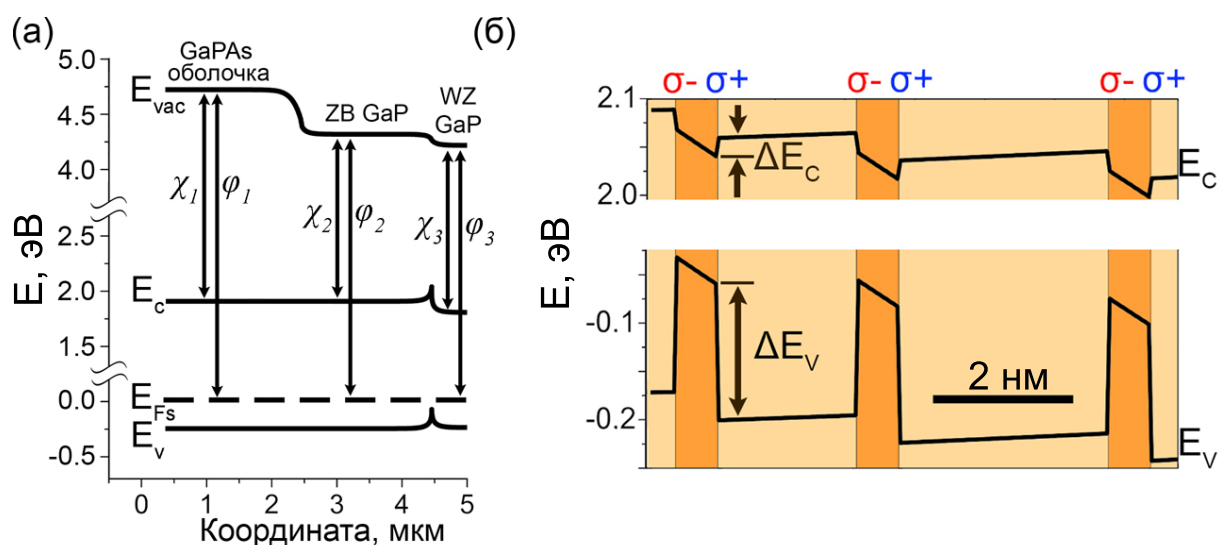 (а)
GaPAs
оболочка
E_vac
ZB GaP
WZ
GaP
χ1
φ1
χ2
φ2
χ3
φ3
E_c
E_Fs
E_v
5.0
4.5
4.0
2.5
2.0
1.5
0.0
-0.5
E, эВ
0 1 2 3 4 5
Координата, мкм
(б)
σ- σ+ σ- σ+ σ- σ+
2.1
2.0
ΔE_C
E_C
E, эВ
-0.1
-0.2
ΔE_V
2 нм
E_V